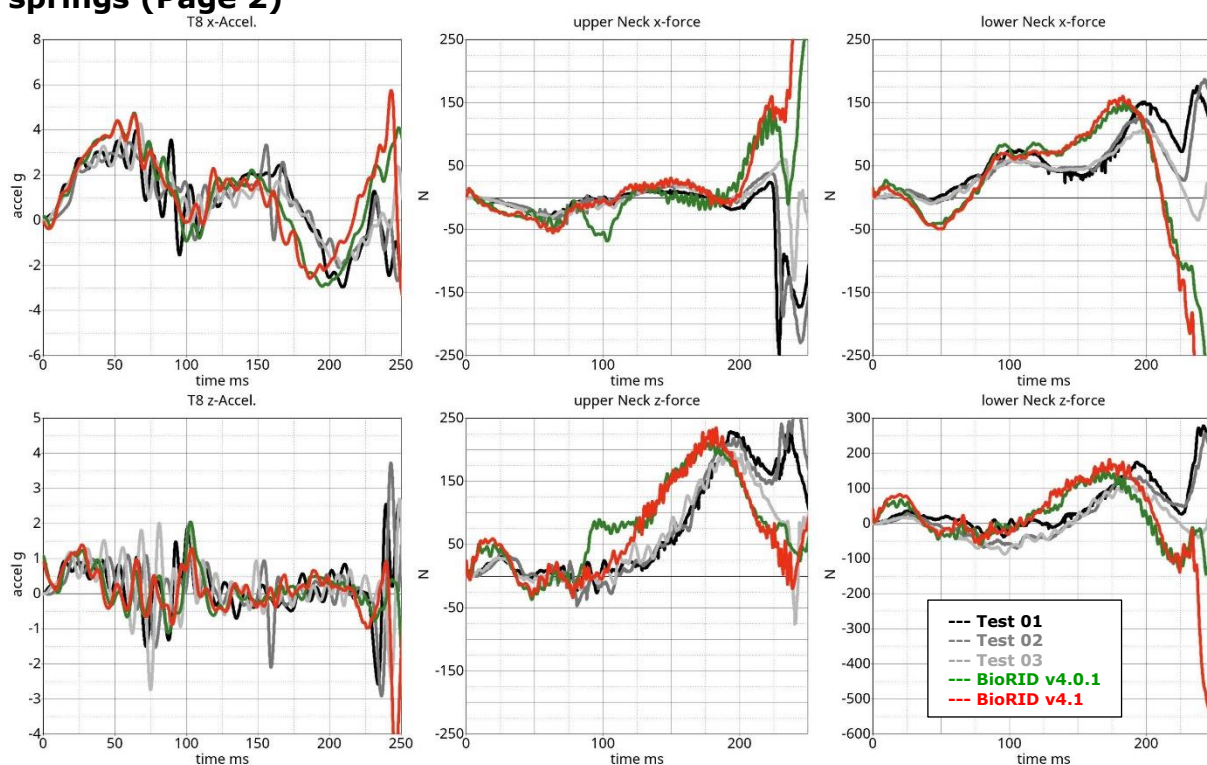 springs (Page 2)
T8 x-Accel.
8
6
4
2
0
-2
-4
-6
accel g
0
50
100
150
200
250
time ms
upper Neck x-force
250
150
50
-50
-150
-250
N
0
100
200
time ms
lower Neck x-force
250
150
50
-50
-150
-250
N
0
100
200
time ms
T8 z-Accel.
5
4
3
2
1
0
-1
-2
-3
-4
accel g
0
50
100
150
200
250
time ms
upper Neck z-force
250
150
50
-50
-150
-250
N
0
100
200
time ms
lower Neck z-force
300
200
100
0
-100
-200
-300
-400
-500
-600
N
0
100
200
time ms
--- Test 01
--- Test 02
--- Test 03
--- BioRID v4.0.1
--- BioRID v4.1